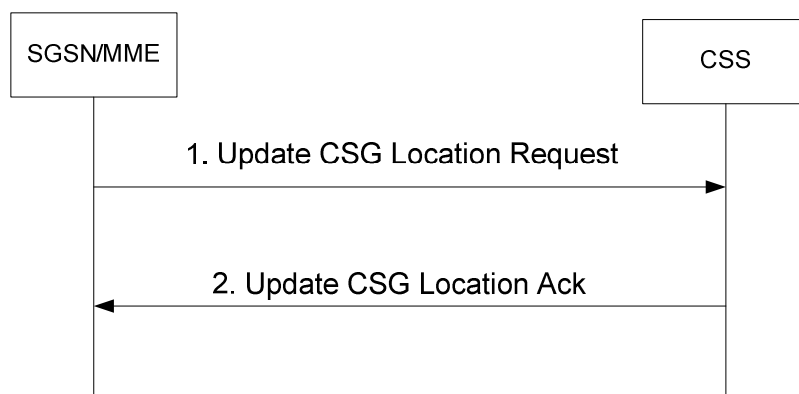 SGSN/MME
CSS
1. Update CSG Location Request
2. Update CSG Location Ack